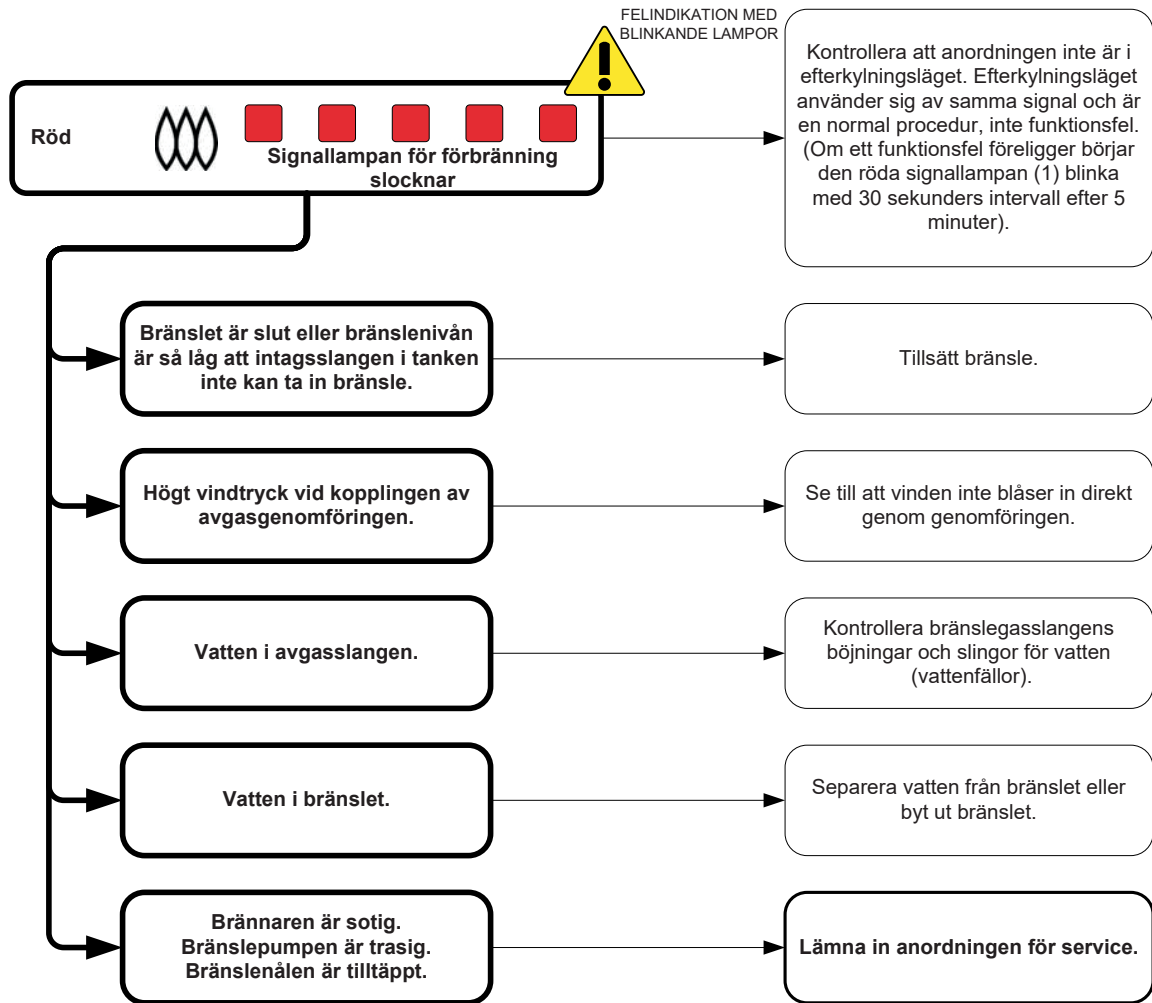 FELINDIKATION MED
BLINKANDE LAMPOR
Röd
Signallampan för förbränning
slocknar
Kontrollera att anordningen inte är i
efterkylningsläget. Efterkylningsläget
använder sig av samma signal och är
en normal procedur, inte funktionsfel.
(Om ett funktionsfel föreligger börjar
den röda signallampan (1) blinka
med 30 sekunders intervall efter 5
minuter).
Bränslet är slut eller bränslenivån
är så låg att intagsslangen i tanken
inte kan ta in bränsle.
Tillsätt bränsle.
Högt vindtryck vid kopplingen av
avgasgenomföringen.
Se till att vinden inte blåser in direkt
genom genomföringen.
Vatten i avgasslangen.
Kontrollera bränslegasslangens
böjningar och slingor för vatten
(vattenfällor).
Vatten i bränslet.
Separera vatten från bränslet eller
byt ut bränslet.
Brännaren är sotig.
Bränslepumpen är trasig.
Bränslenålen är tilltäppt.
Lämna in anordningen för service.